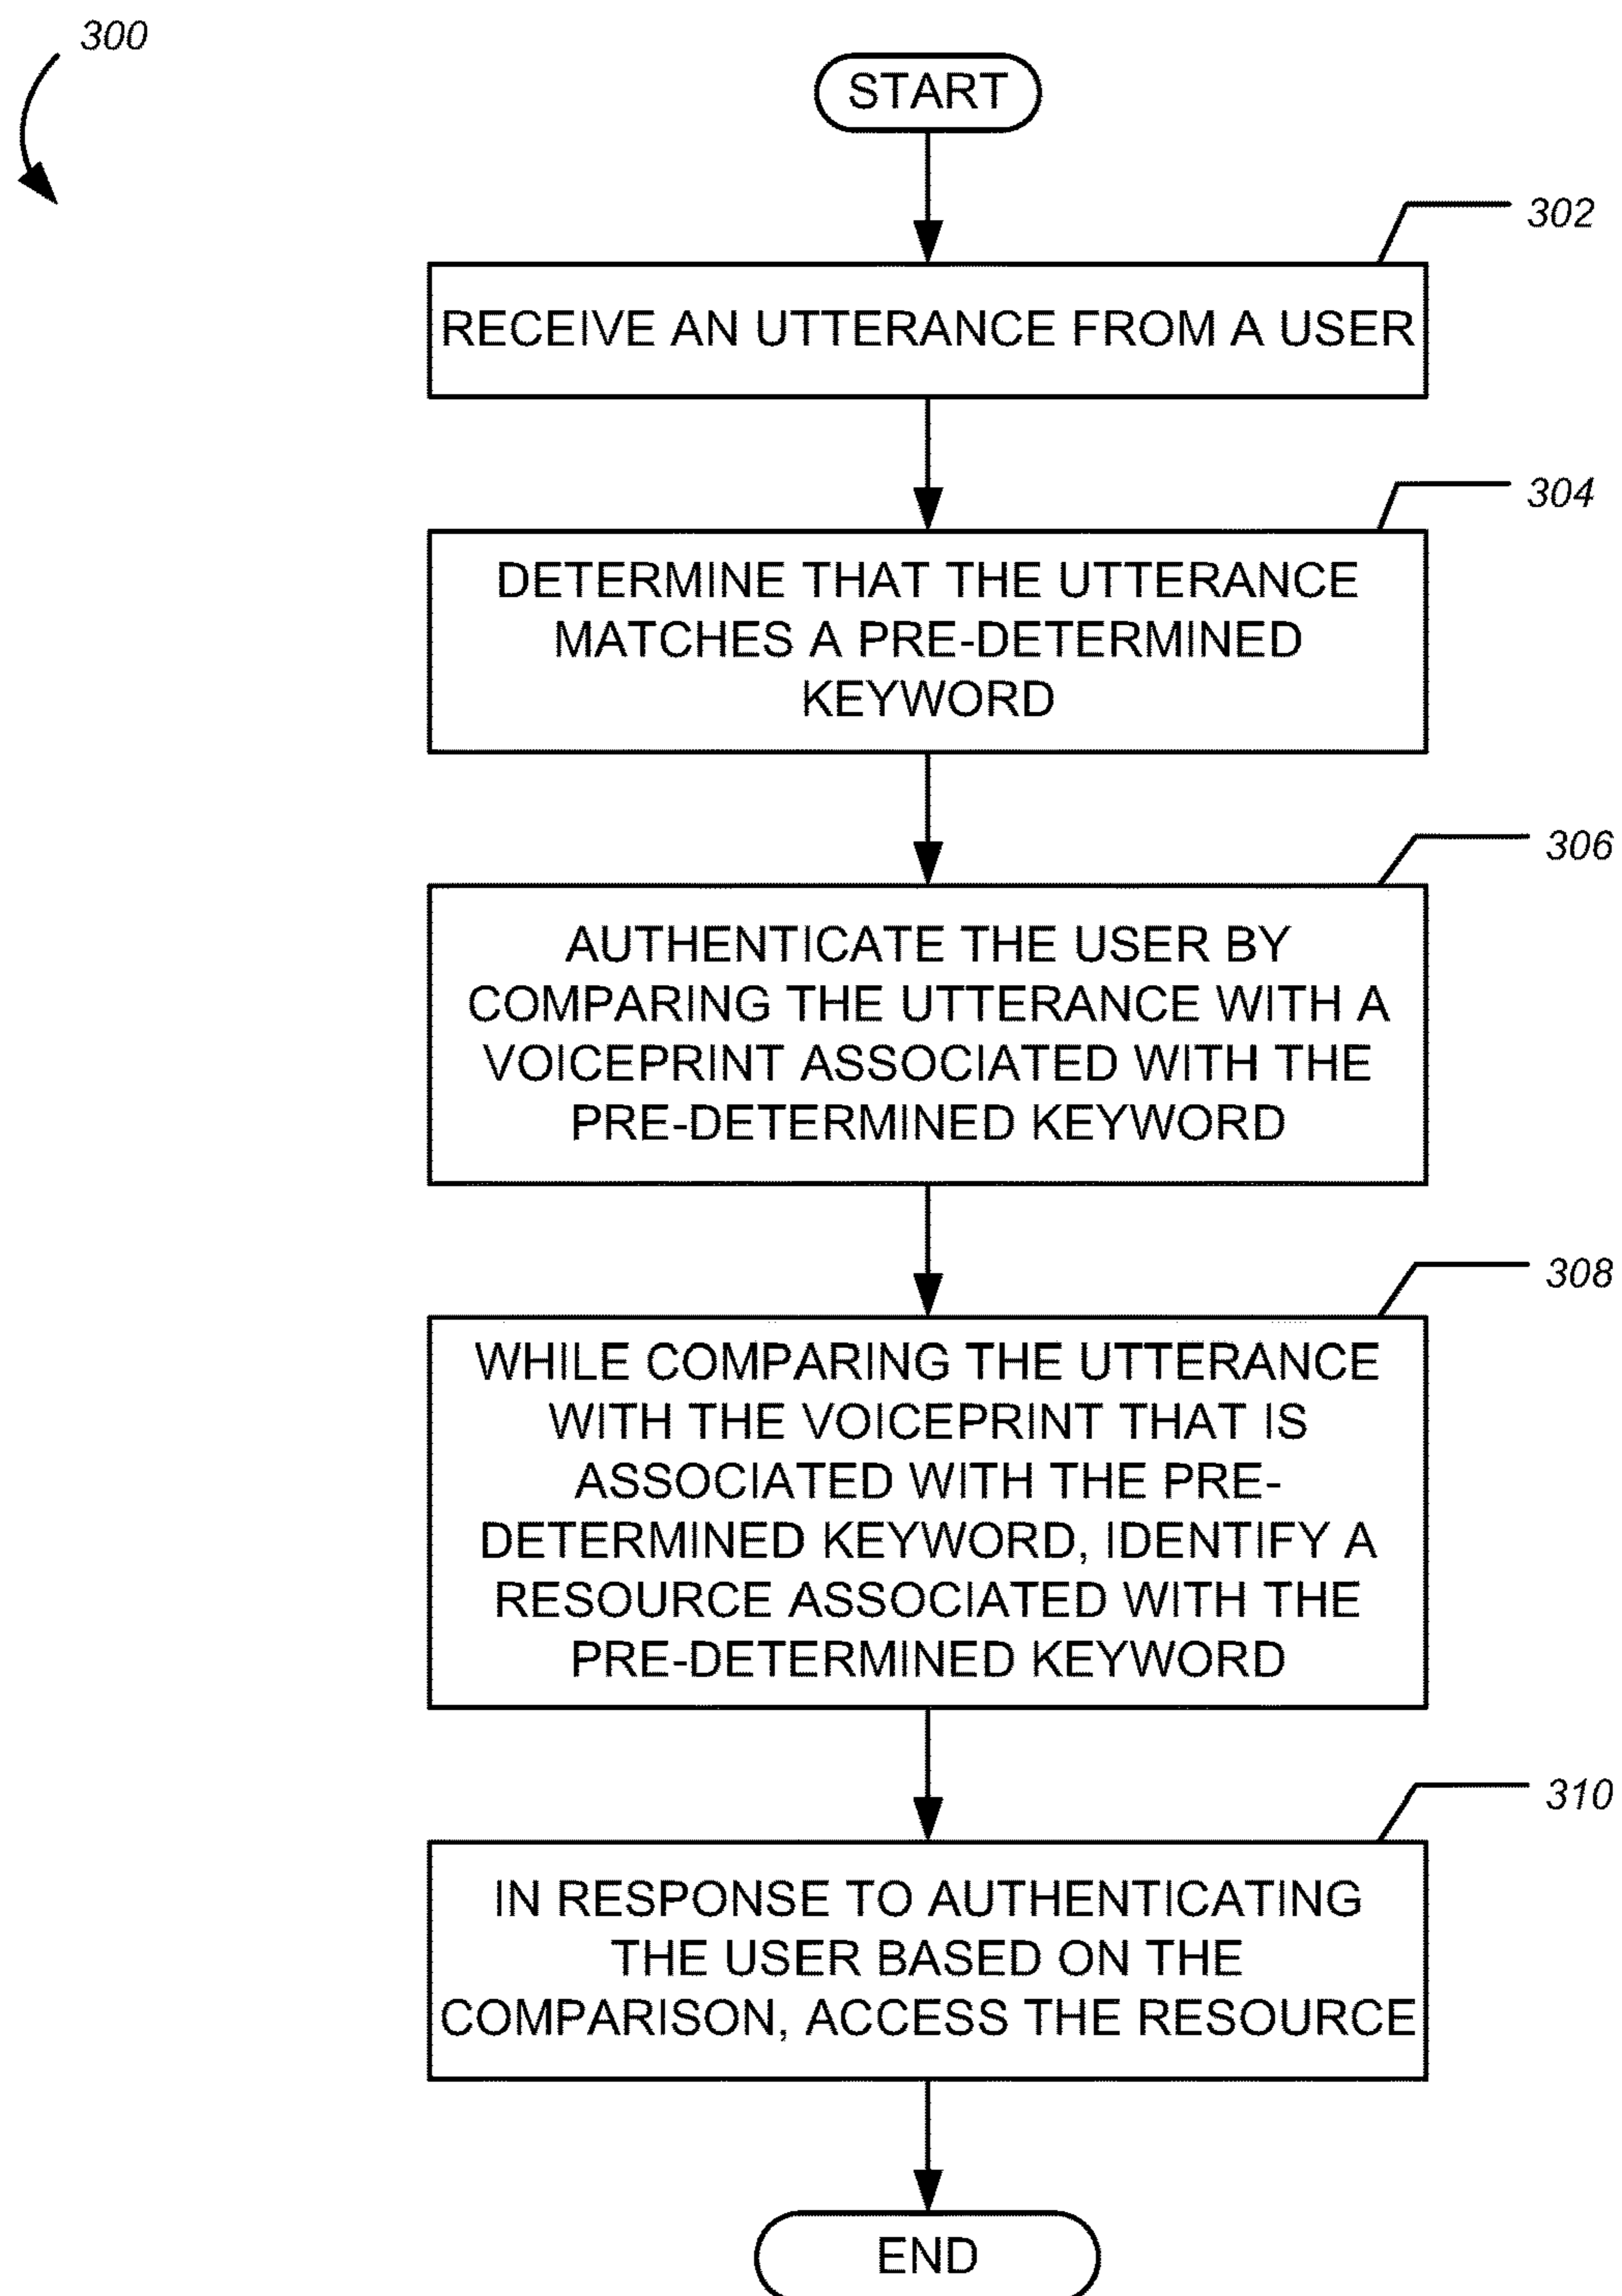 300
START
302
RECEIVE AN UTTERANCE FROM A USER
304
DETERMINE THAT THE UTTERANCE
MATCHES A PRE-DETERMINED
KEYWORD
306
AUTHENTICATE THE USER BY
COMPARING THE UTTERANCE WITH A
VOICEPRINT ASSOCIATED WITH THE
PRE-DETERMINED KEYWORD
308
WHILE COMPARING THE UTTERANCE
WITH THE VOICEPRINT THAT IS
ASSOCIATED WITH THE PRE-
DETERMINED KEYWORD, IDENTIFY A
RESOURCE ASSOCIATED WITH THE
PRE-DETERMINED KEYWORD
310
IN RESPONSE TO AUTHENTICATING
THE USER BASED ON THE
COMPARISON, ACCESS THE RESOURCE
END